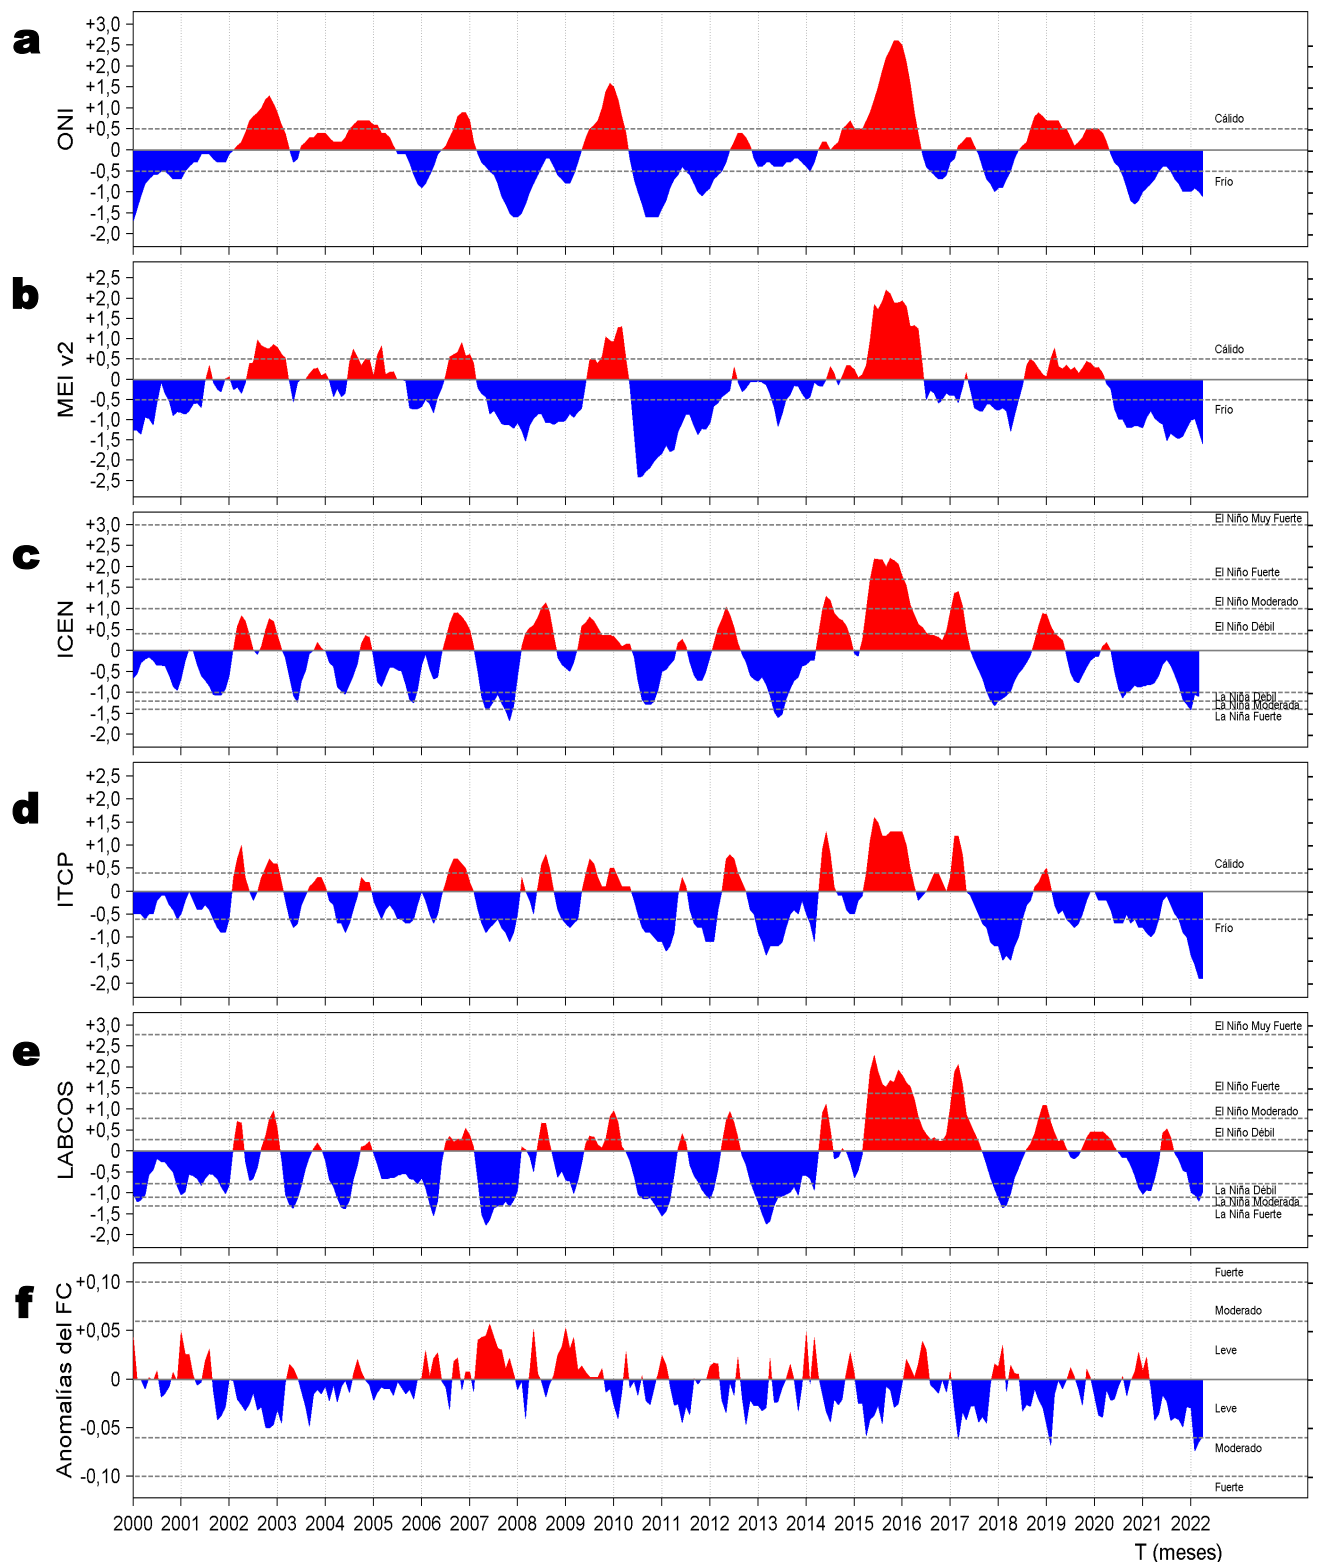 a
ONI
+3,0
+2,5
+2,0
+1,5
+1,0
+0,5
0
-0,5
-1,0
-1,5
-2,0
Cálido
Frío
b
MEI v2
+2,5
+2,0
+1,5
+1,0
+0,5
0
-0,5
-1,0
-1,5
-2,0
-2,5
Cálido
Frío
c
ICEN
+3,0
+2,5
+2,0
+1,5
+1,0
+0,5
0
-0,5
-1,0
-1,5
-2,0
El Niño Muy Fuerte
El Niño Fuerte
El Niño Moderado
El Niño Débil
La Niña Débil
La Niña Moderada
La Niña Fuerte
d
ITCP
+2,5
+2,0
+1,5
+1,0
+0,5
0
-0,5
-1,0
-1,5
-2,0
Cálido
Frío
e
LABCOS
+3,0
+2,5
+2,0
+1,5
+1,0
+0,5
0
-0,5
-1,0
-1,5
-2,0
El Niño Muy Fuerte
El Niño Fuerte
El Niño Moderado
El Niño Débil
La Niña Débil
La Niña Moderada
La Niña Fuerte
f
Anomalías del FC
+0,10
+0,05
0
-0,05
-0,10
Fuerte
Moderado
Leve
Leve
Moderado
Fuerte
2000 2001 2002 2003 2004 2005 2006 2007 2008 2009 2010 2011 2012 2013 2014 2015 2016 2017 2018 2019 2020 2021 2022
T (meses)